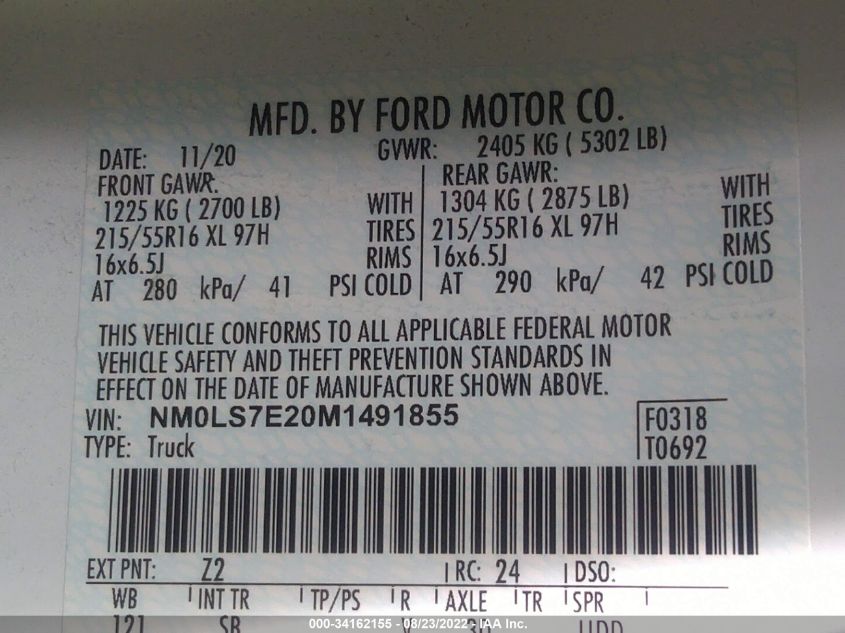 MFD. BY FORD MOTOR CO.
DATE: 11/20 GVWR: 2405 KG ( 5302 LB)
FRONT GAWR: REAR GAWR:
1225 KG ( 2700 LB) WITH 1304 KG ( 2875 LB) WITH
215/55R16 XL 97H TIRES 215/55R16 XL 97H TIRES
16x6.5J RIMS 16x6.5J RIMS
AT 280 kPa/ 41 PSI COLD AT 290 kPa/ 42 PSI COLD
THIS VEHICLE CONFORMS TO ALL APPLICABLE FEDERAL MOTOR
VEHICLE SAFETY AND THEFT PREVENTION STANDARDS IN
EFFECT ON THE DATE OF MANUFACTURE SHOWN ABOVE.
VIN: NM0LS7E20M1491855 F0318
TYPE: Truck T0692
EXT PNT: Z2 RC: 24 DSO:
WB INT TR TP/PS R AXLE TR SPR
121 SB
000-34162155 - 08/23/2022 - IAA Inc.